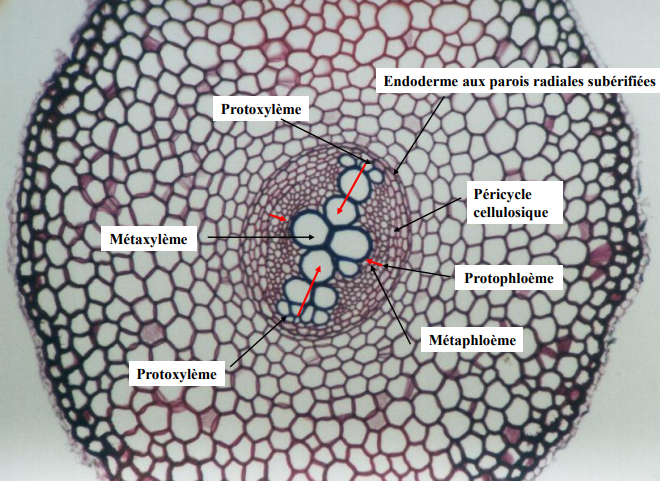 Endoderme aux parois radiales subérifiées
Protoxylème
Péricycle
cellulosique
Métaxylème
Protophloème
Métaphloème
Protoxylème